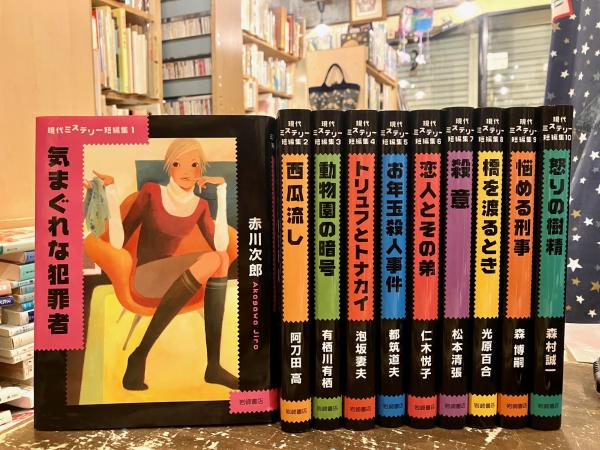 現代ミステリー短編集1
気まぐれな犯罪者
赤川次郎
Akagawa Jiro
岩崎書店
現代
ミステリー
短編集2
西瓜流し
阿刀田 高
岩崎書店
現代
ミステリー
短編集3
動物園の暗号
有栖川有栖
岩崎書店
現代
ミステリー
短編集4
トリュフとトナカイ
泡坂妻夫
岩崎書店
現代
ミステリー
短編集5
お年玉殺人事件
都筑道夫
岩崎書店
現代
ミステリー
短編集6
恋人とその弟
仁木悦子
岩崎書店
現代
ミステリー
短編集7
殺意
松本清張
岩崎書店
現代
ミステリー
短編集8
橋を渡るとき
光原百合
岩崎書店
現代
ミステリー
短編集9
悩める刑事
森 博嗣
岩崎書店
現代
ミステリー
短編集10
怒りの樹精
森村誠一
岩崎書店